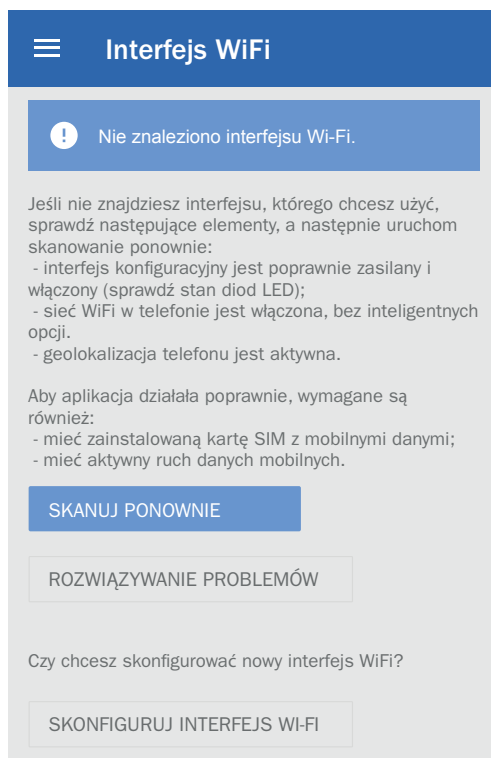 Interfejs WiFi
! Nie znaleziono interfejsu Wi-Fi.
Jeśli nie znajdziesz interfejsu, którego chcesz użyć,
sprawdź następujące elementy, a następnie uruchom
skanowanie ponownie:
- interfejs konfiguracyjny jest poprawnie zasilany i
włączony (sprawdź stan diod LED);
- sieć WiFi w telefonie jest włączona, bez inteligentnych
opcji.
- geolokalizacja telefonu jest aktywna.
Aby aplikacja działała poprawnie, wymagane są
również:
- mieć zainstalowaną kartę SIM z mobilnymi danymi;
- mieć aktywny ruch danych mobilnych.
SKANUJ PONOWNIE
ROZWIĄZYWANIE PROBLEMÓW
Czy chcesz skonfigurować nowy interfejs WiFi?
SKONFIGURUJ INTERFEJS WI-FI